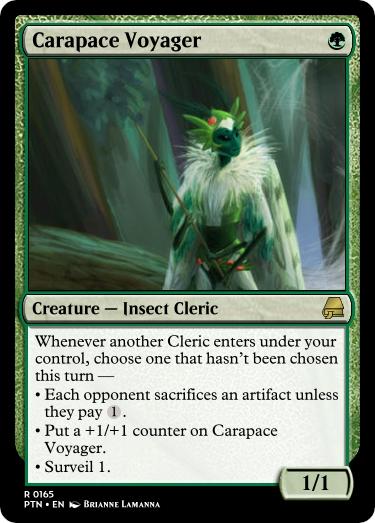 Carapace Voyager
Creature — Insect Cleric
Whenever another Cleric enters under your
control, choose one that hasn't been chosen
this turn —
• Each opponent sacrifices an artifact unless
they pay 1.
• Put a +1/+1 counter on Carapace
Voyager.
• Surveil 1.
1/1
R 0165
PTN • EN Brianne Lamanna